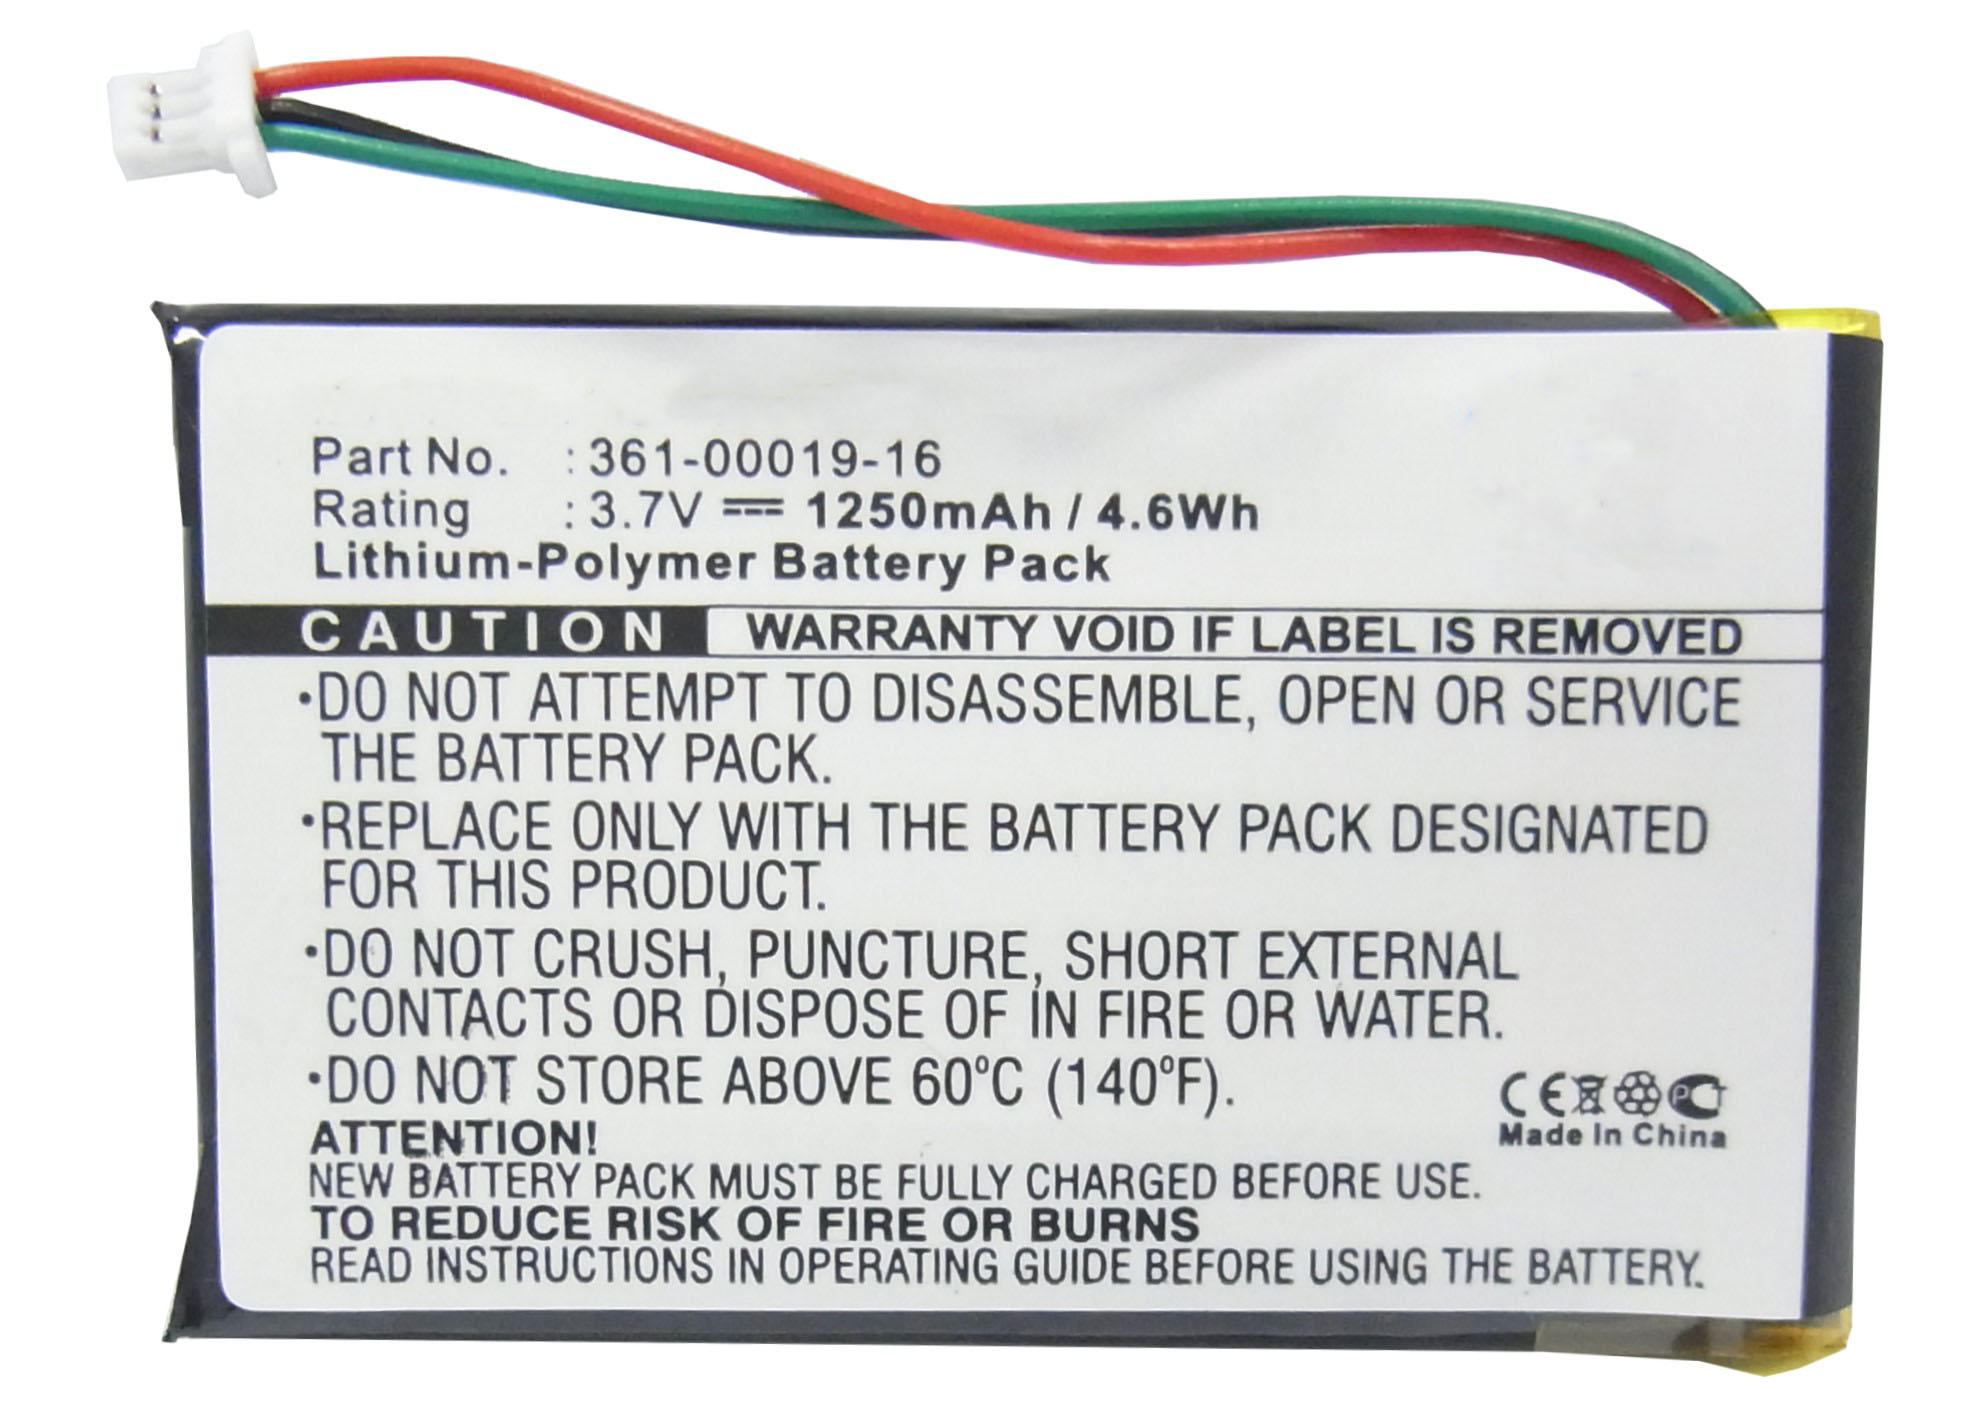 Part No. : 361-00019-16
Rating : 3.7V ⎓ 1250mAh / 4.6Wh
Lithium-Polymer Battery Pack
CAUTION WARRANTY VOID IF LABEL IS REMOVED
•DO NOT ATTEMPT TO DISASSEMBLE, OPEN OR SERVICE
THE BATTERY PACK.
•REPLACE ONLY WITH THE BATTERY PACK DESIGNATED
FOR THIS PRODUCT.
•DO NOT CRUSH, PUNCTURE, SHORT EXTERNAL
CONTACTS OR DISPOSE OF IN FIRE OR WATER.
•DO NOT STORE ABOVE 60°C (140°F).
CE PCT
Made In China
ATTENTION!
NEW BATTERY PACK MUST BE FULLY CHARGED BEFORE USE.
TO REDUCE RISK OF FIRE OR BURNS
READ INSTRUCTIONS IN OPERATING GUIDE BEFORE USING THE BATTERY.